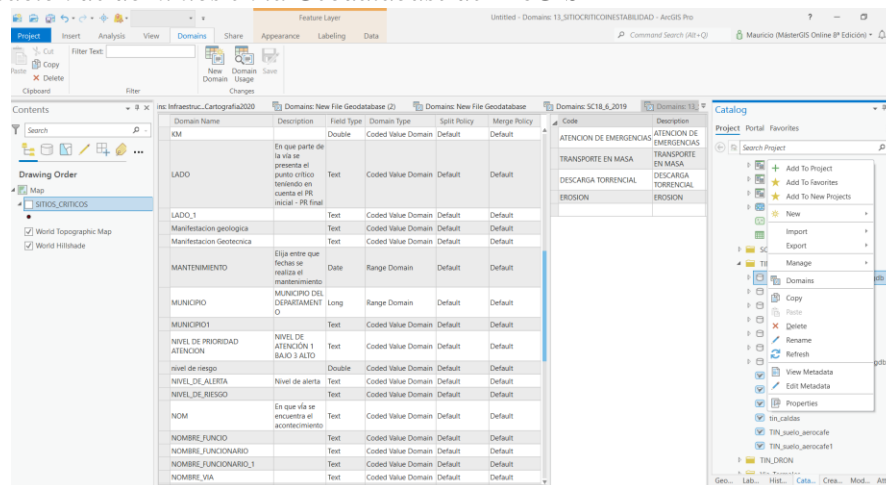 Feature Layer
Untitled - Domains: 13_SITIOCRITICOINESTABILIDAD - ArcGIS Pro
?
Project Insert Analysis View Domains Share Appearance Labeling Data
Command Search (Alt+Q)
Mauricio (MásterGIS Online 8ª Edición)
Paste
Cut
Copy
Delete
Filter Text:
New Domain
Domain Usage
Save
Clipboard Filter Changes
Contents
Search
Drawing Order
Map
SITIOS_CRITICOS
World Topographic Map
World Hillshade
ins: Infraestruc...Cartografia2020 Domains: New File Geodatabase (2) Domains: New File Geodatabase Domains: SC18_6_2019 Domains: 13_
Domain Name Description Field Type Domain Type Split Policy Merge Policy
KM Double Coded Value Domain Default Default
LADO En que parte de la vía se presenta el punto crítico teniendo en cuenta el PR inicial - PR final Text Coded Value Domain Default Default
LADO_1 Text Coded Value Domain Default Default
Manifestacion geologica Text Coded Value Domain Default Default
Manifestacion Geotecnica Text Coded Value Domain Default Default
MANTENIMIENTO Elija entre que fechas se realiza el mantenimiento Date Range Domain Default Default
MUNICIPIO MUNICIPIO DEL DEPARTAMENTO Long Range Domain Default Default
MUNICIPIO1 Text Coded Value Domain Default Default
NIVEL DE PRIORIDAD ATENCION NIVEL DE ATENCIÓN 1 BAJO 3 ALTO Text Coded Value Domain Default Default
nivel de riesgo Double Coded Value Domain Default Default
NIVEL_DE_ALERTA Nivel de alerta Text Coded Value Domain Default Default
NIVEL_DE_RIESGO Text Coded Value Domain Default Default
NOM En que vía se encuentra el acontecimiento Text Coded Value Domain Default Default
NOMBRE_FUNCIO Text Coded Value Domain Default Default
NOMBRE_FUNCIONARIO Text Coded Value Domain Default Default
NOMBRE_FUNCIONARIO_1 Text Coded Value Domain Default Default
NOMBRE_VIA Text Coded Value Domain Default Default
Code Description
ATENCION DE EMERGENCIAS ATENCION DE EMERGENCIAS
TRANSPORTE EN MASA TRANSPORTE EN MASA
DESCARGA TORRENCIAL DESCARGA TORRENCIAL
EROSION EROSION
Catalog
Project Portal Favorites
Search Project
Add To Project
Add To Favorites
Add To New Projects
New
Import
Export
Manage
Domains
Copy
Paste
Delete
Rename
Refresh
View Metadata
Edit Metadata
Properties
tin_caldas
TIN_suelo_aerocafe
TIN_suelo_aerocafe1
TIN_DRON
Geo... Lab... Hist... Cata... Crea... Mod... Att